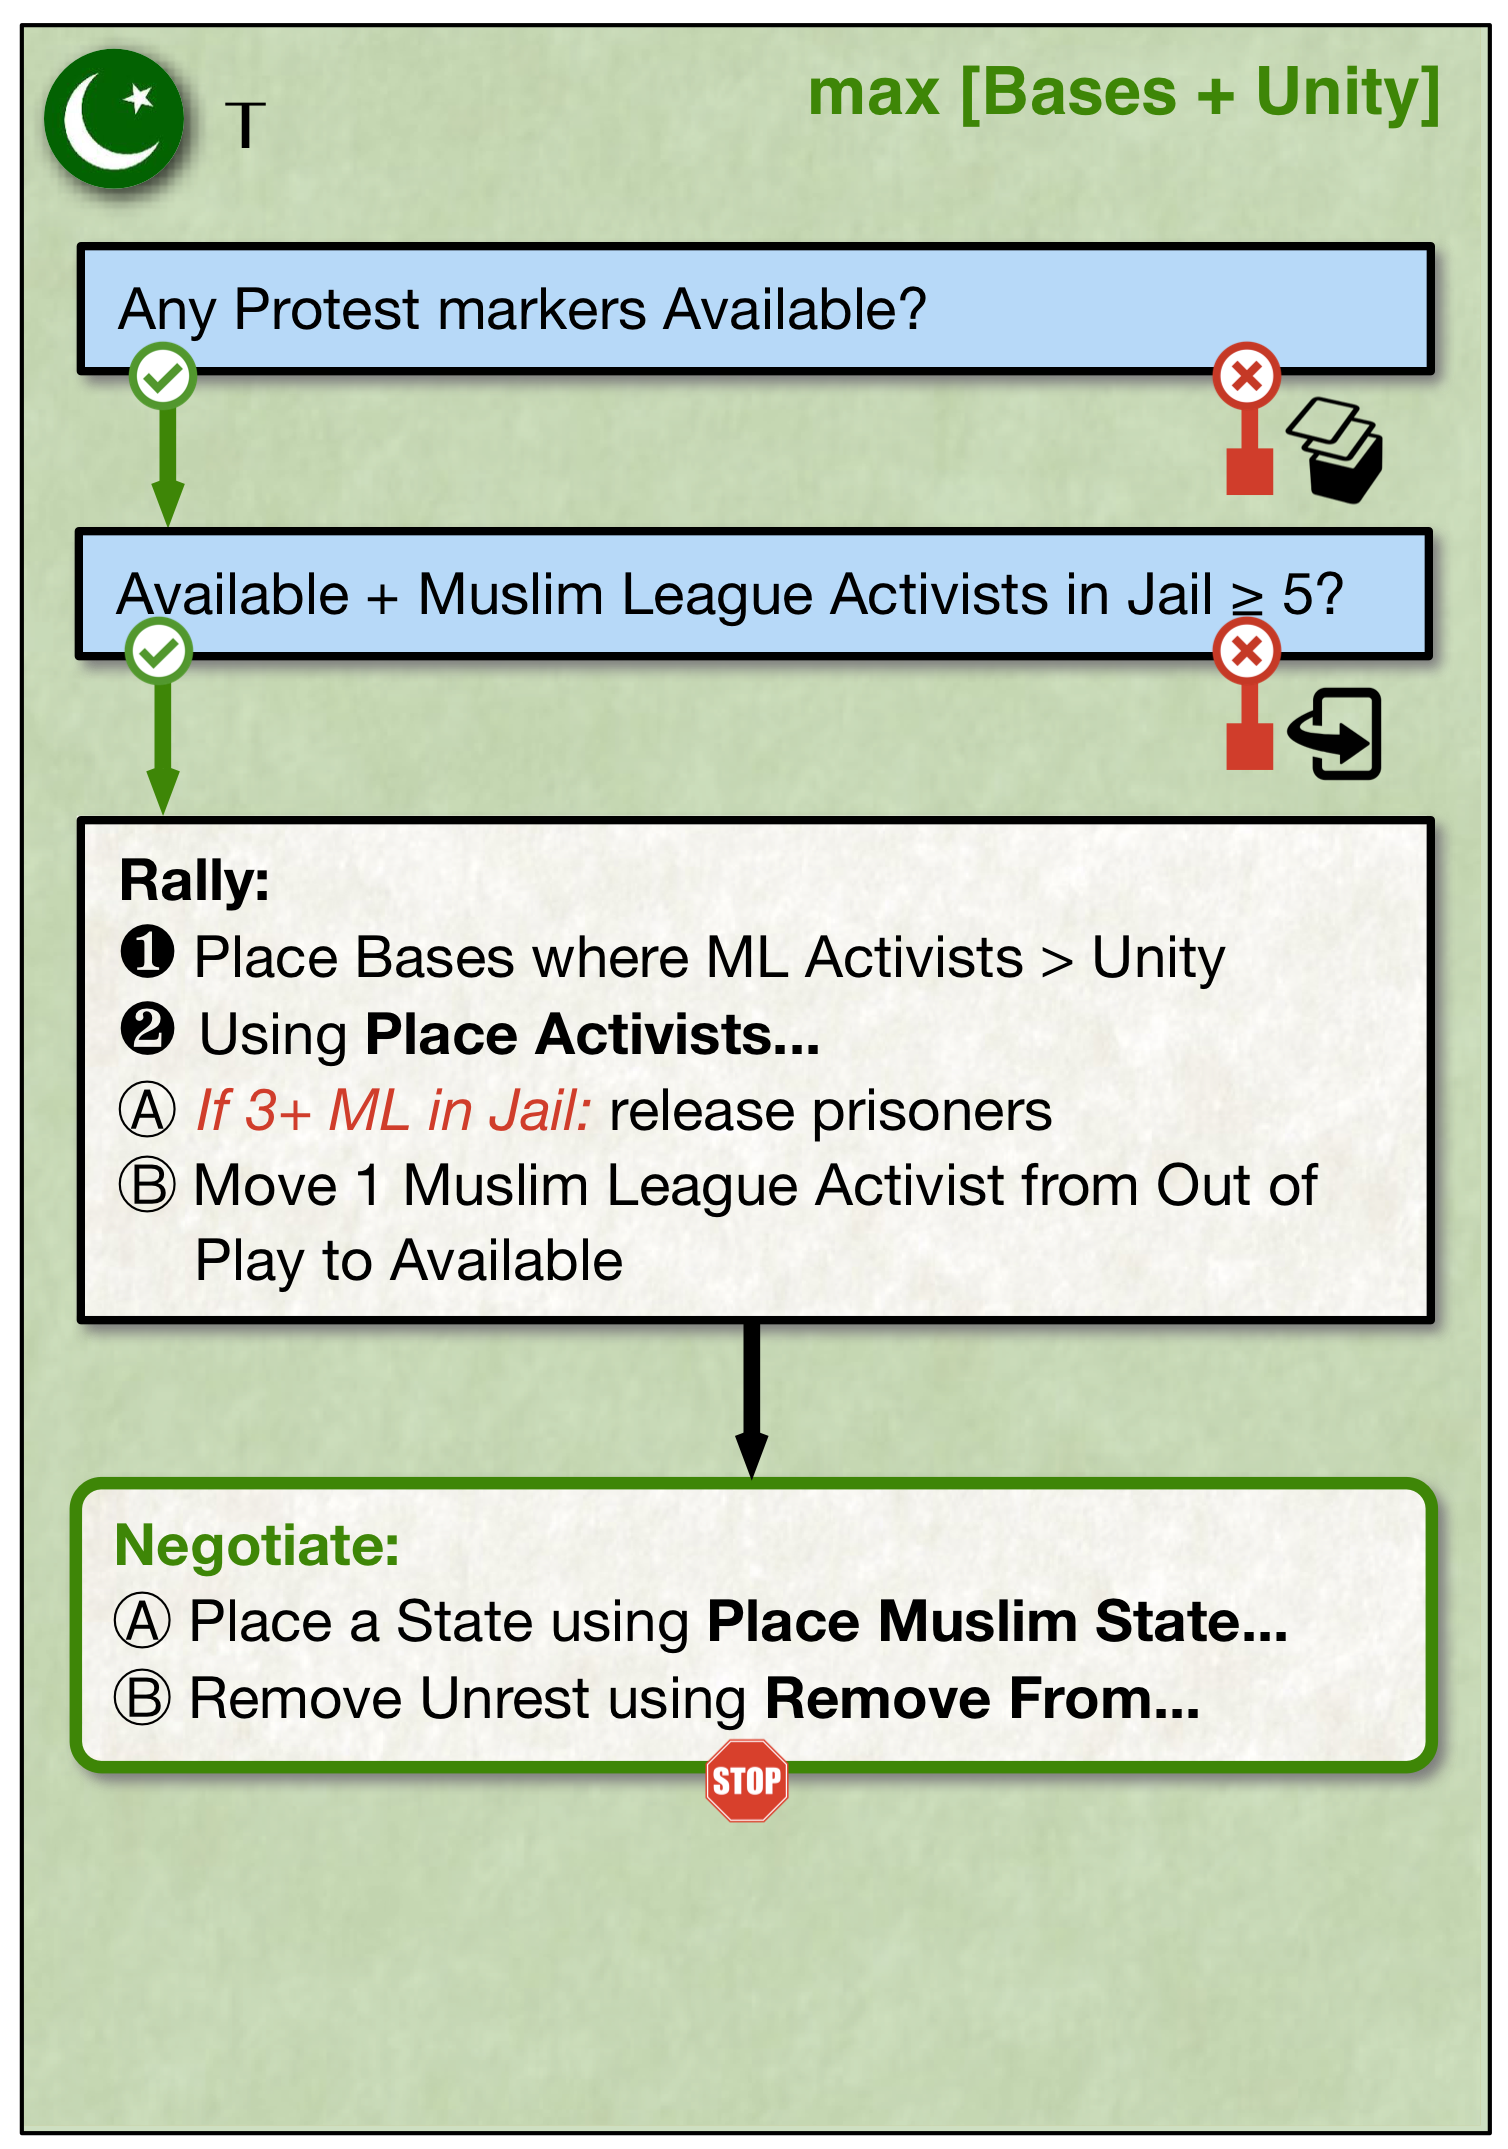 T
max [Bases + Unity]
Any Protest markers Available?
Available + Muslim League Activists in Jail ≥ 5?
Rally:
❶ Place Bases where ML Activists > Unity
❷ Using Place Activists...
Ⓐ If 3+ ML in Jail: release prisoners
Ⓑ Move 1 Muslim League Activist from Out of
Play to Available
Negotiate:
Ⓐ Place a State using Place Muslim State...
Ⓑ Remove Unrest using Remove From...
STOP